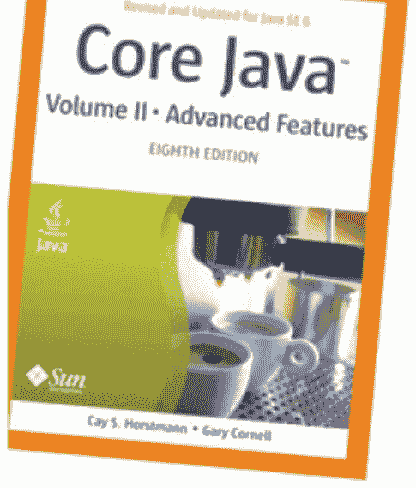 Revised and Updated for Java SE 6
Core Java™
Volume II • Advanced Features
EIGHTH EDITION
Java
Sun
Cay S. Horstmann • Gary Cornell